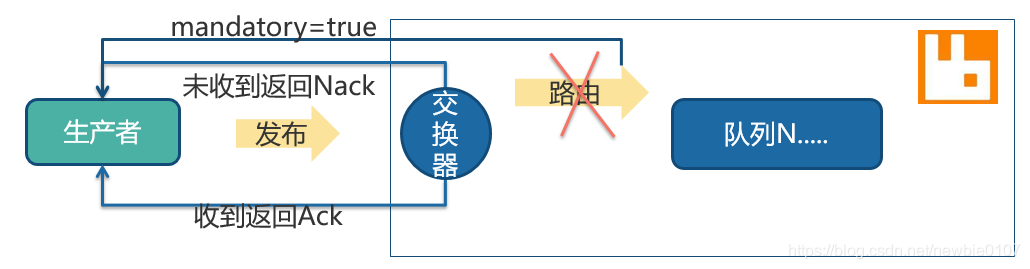 mandatory=true
未收到返回Nack
生产者
发布
交
换
器
路由
队列N.....
收到返回Ack
https://blog.csdn.net/newbie0107